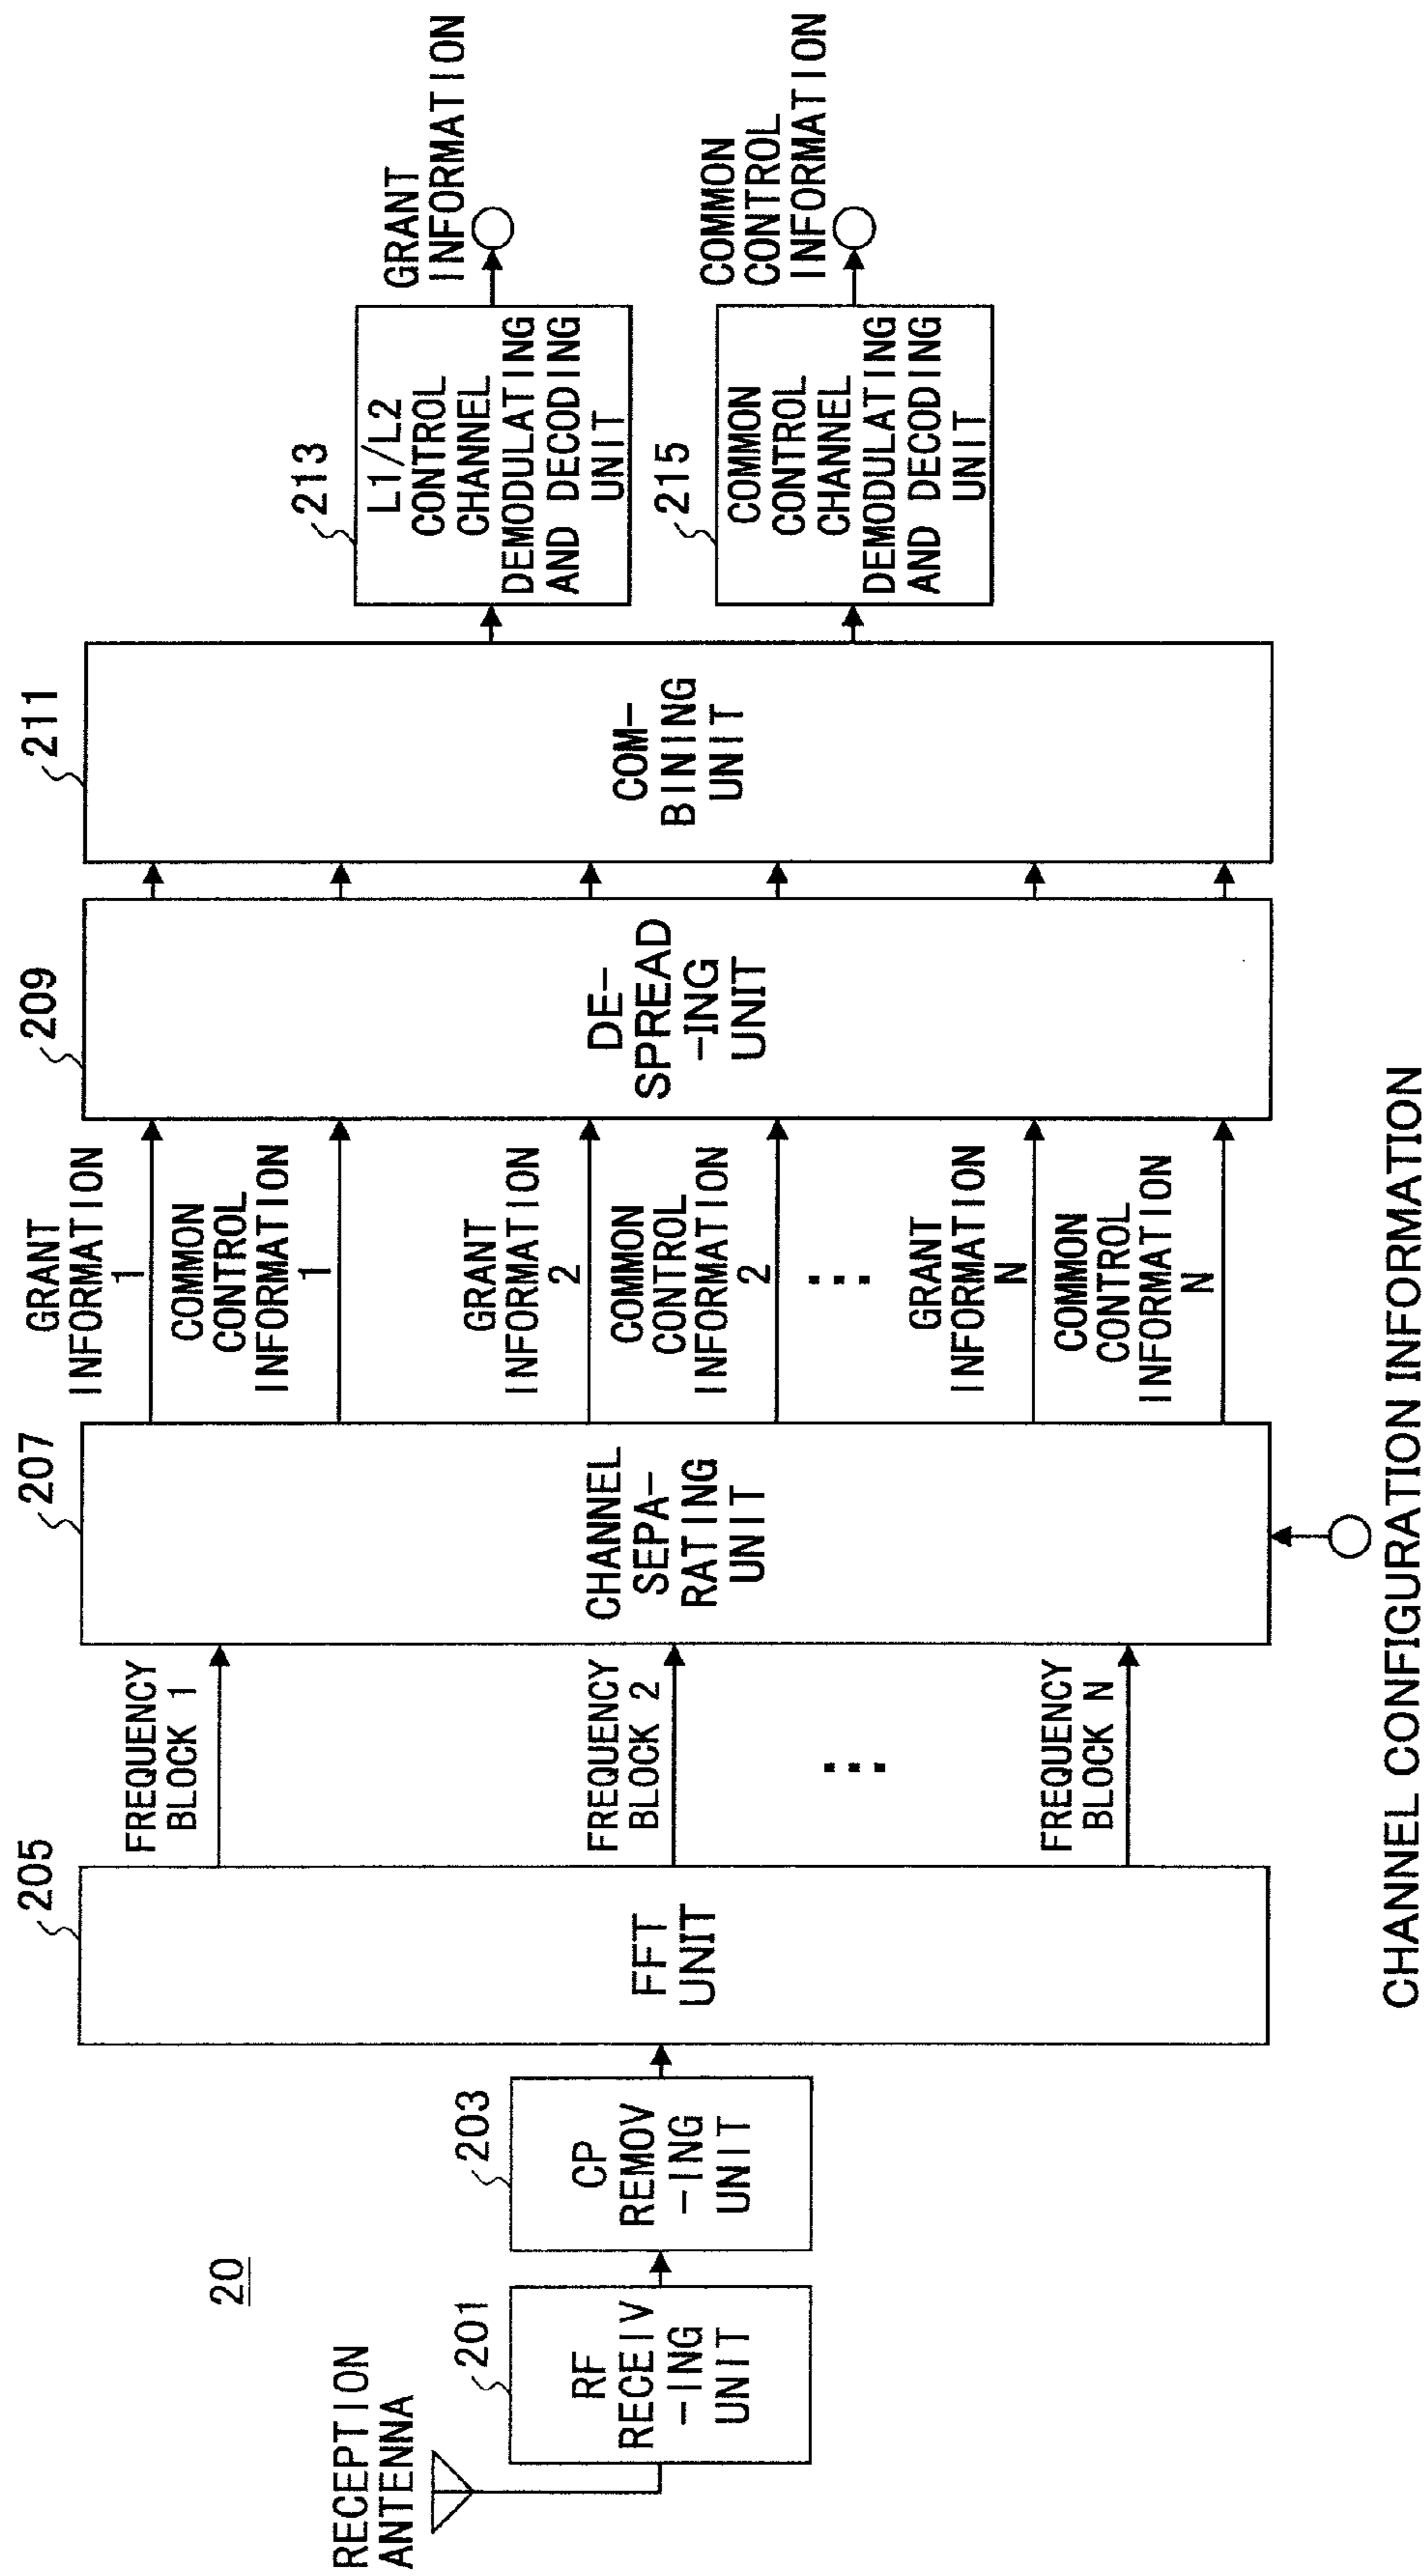 20
RECEPTION
ANTENNA
201
RF
RECEIV
-ING
UNIT
203
CP
REMOV
-ING
UNIT
205
FFT
UNIT
FREQUENCY
BLOCK 1
FREQUENCY
BLOCK 2
...
FREQUENCY
BLOCK N
207
CHANNEL
SEPA-
RATING
UNIT
CHANNEL CONFIGURATION INFORMATION
GRANT
INFORMATION
1
COMMON
CONTROL
INFORMATION
1
GRANT
INFORMATION
2
COMMON
CONTROL
INFORMATION
2
...
GRANT
INFORMATION
N
COMMON
CONTROL
INFORMATION
N
209
DE-
SPREAD
-ING
UNIT
211
COM-
BINING
UNIT
213
L1/L2
CONTROL
CHANNEL
DEMODULATING
AND DECODING
UNIT
GRANT
INFORMATION
215
COMMON
CONTROL
CHANNEL
DEMODULATING
AND DECODING
UNIT
COMMON
CONTROL
INFORMATION